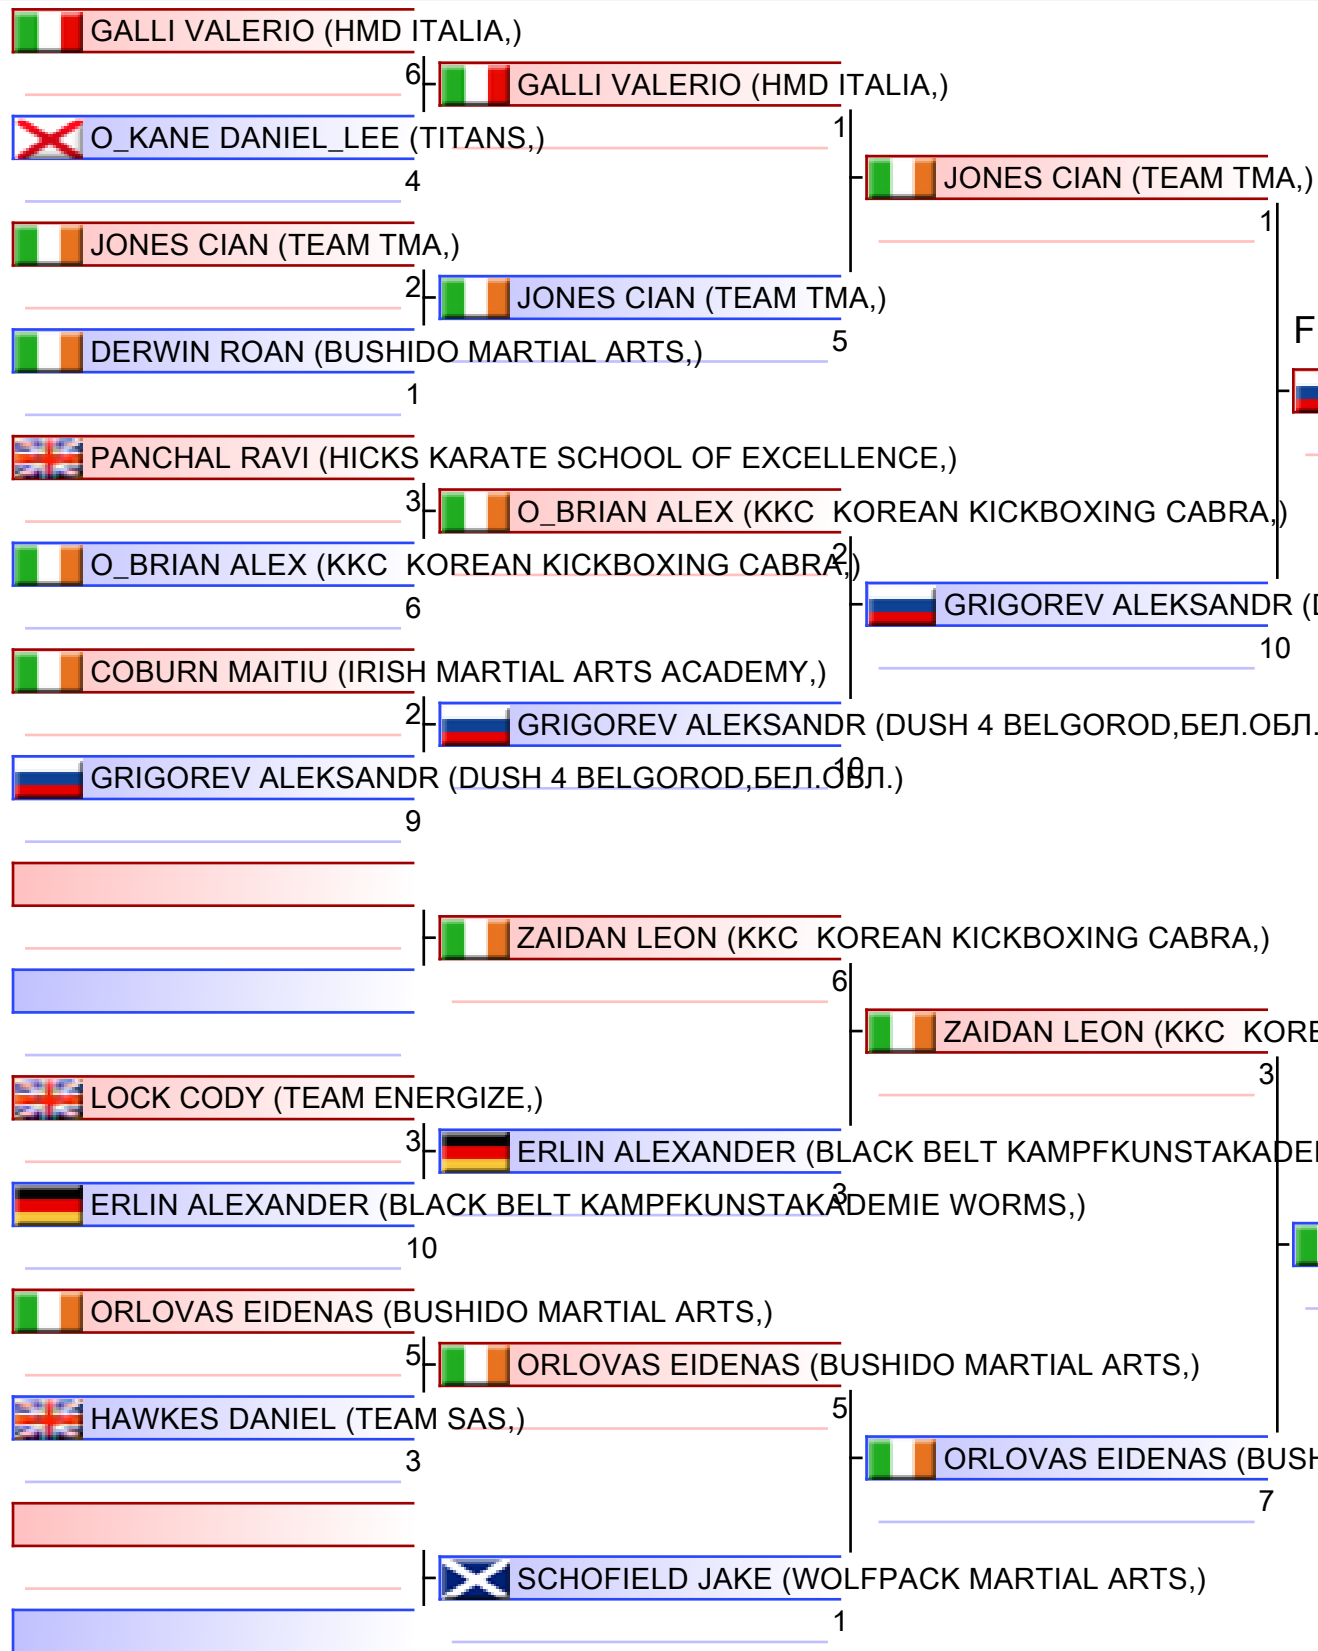 GALLI VALERIO (HMD ITALIA,)
6
GALLI VALERIO (HMD ITALIA,)
1
O_KANE DANIEL_LEE (TITANS,)
4
JONES CIAN (TEAM TMA,)
1
JONES CIAN (TEAM TMA,)
2
JONES CIAN (TEAM TMA,)
5
DERWIN ROAN (BUSHIDO MARTIAL ARTS,)
1
F
PANCHAL RAVI (HICKS KARATE SCHOOL OF EXCELLENCE,)
3
O_BRIAN ALEX (KKC  KOREAN KICKBOXING CABRA,)
2
O_BRIAN ALEX (KKC  KOREAN KICKBOXING CABRA,)
6
GRIGOREV ALEKSANDR (
10
COBURN MAITIU (IRISH MARTIAL ARTS ACADEMY,)
2
GRIGOREV ALEKSANDR (DUSH 4 BELGOROD,БЕЛ.ОБЛ.
10
GRIGOREV ALEKSANDR (DUSH 4 BELGOROD,БЕЛ.ОБЛ.)
9
ZAIDAN LEON (KKC  KOREAN KICKBOXING CABRA,)
6
ZAIDAN LEON (KKC  KORE
3
LOCK CODY (TEAM ENERGIZE,)
3
ERLIN ALEXANDER (BLACK BELT KAMPFKUNSTAKADE
3
ERLIN ALEXANDER (BLACK BELT KAMPFKUNSTAKADEMIE WORMS,)
10
ORLOVAS EIDENAS (BUSHIDO MARTIAL ARTS,)
5
ORLOVAS EIDENAS (BUSHIDO MARTIAL ARTS,)
5
HAWKES DANIEL (TEAM SAS,)
3
ORLOVAS EIDENAS (BUSH
7
SCHOFIELD JAKE (WOLFPACK MARTIAL ARTS,)
1